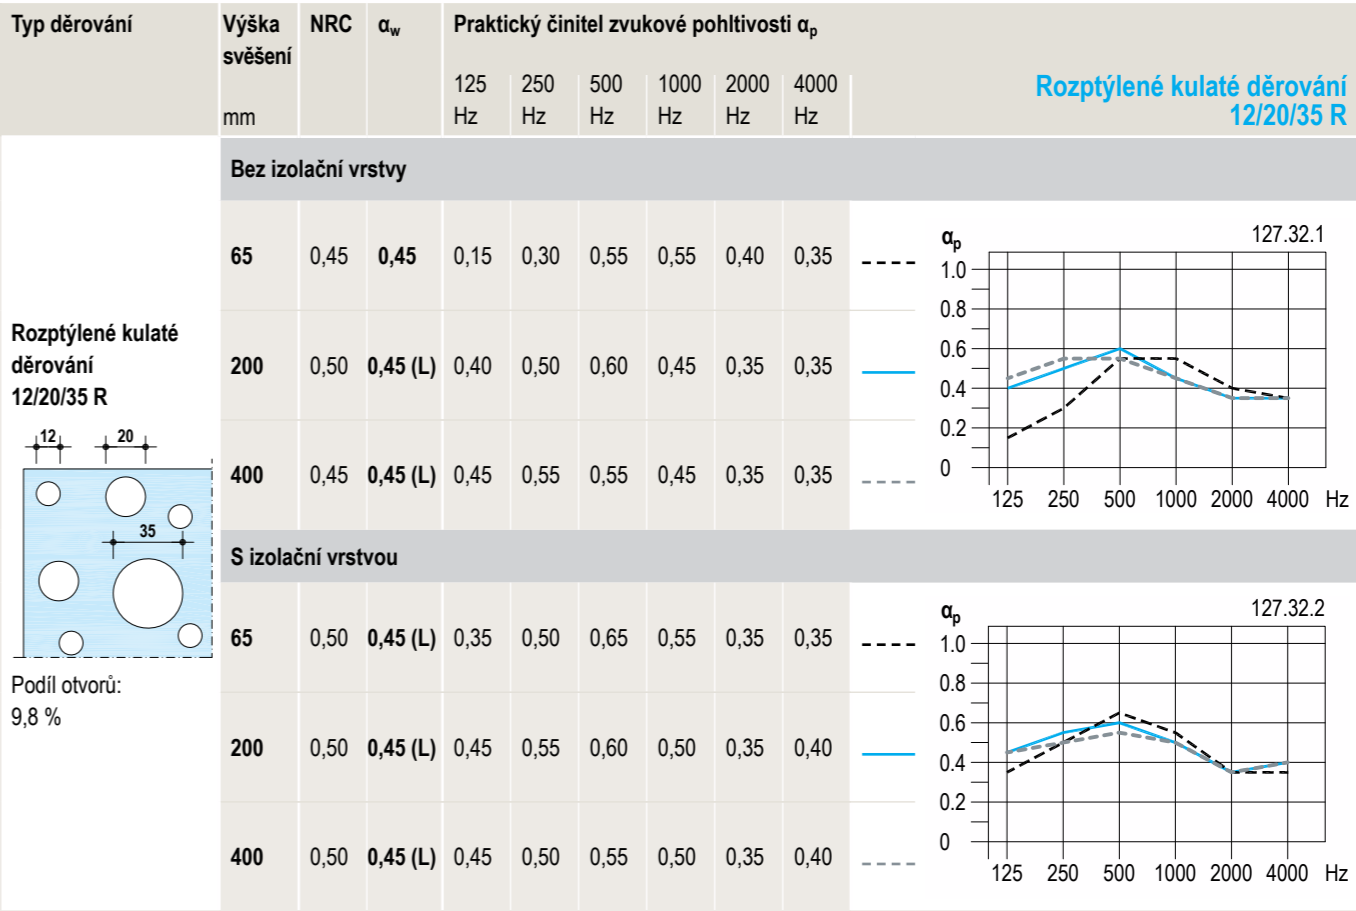 Typ děrování
Výška svěšení mm
NRC
αw
Praktický činitel zvukové pohltivosti αp
125 Hz
250 Hz
500 Hz
1000 Hz
2000 Hz
4000 Hz
Rozptýlené kulaté děrování
12/20/35 R
Bez izolační vrstvy
65 0,45 0,45 0,15 0,30 0,55 0,55 0,40 0,35
200 0,50 0,45 (L) 0,40 0,50 0,60 0,45 0,35 0,35
400 0,45 0,45 (L) 0,45 0,55 0,55 0,45 0,35 0,35
αp
127.32.1
1.0
0.8
0.6
0.4
0.2
0
125 250 500 1000 2000 4000 Hz
Rozptýlené kulaté
děrování
12/20/35 R
12
20
35
Podíl otvorů:
9,8 %
S izolační vrstvou
65 0,50 0,45 (L) 0,35 0,50 0,65 0,55 0,35 0,35
200 0,50 0,45 (L) 0,45 0,55 0,60 0,50 0,35 0,40
400 0,50 0,45 (L) 0,45 0,50 0,55 0,50 0,35 0,40
αp
127.32.2
1.0
0.8
0.6
0.4
0.2
0
125 250 500 1000 2000 4000 Hz